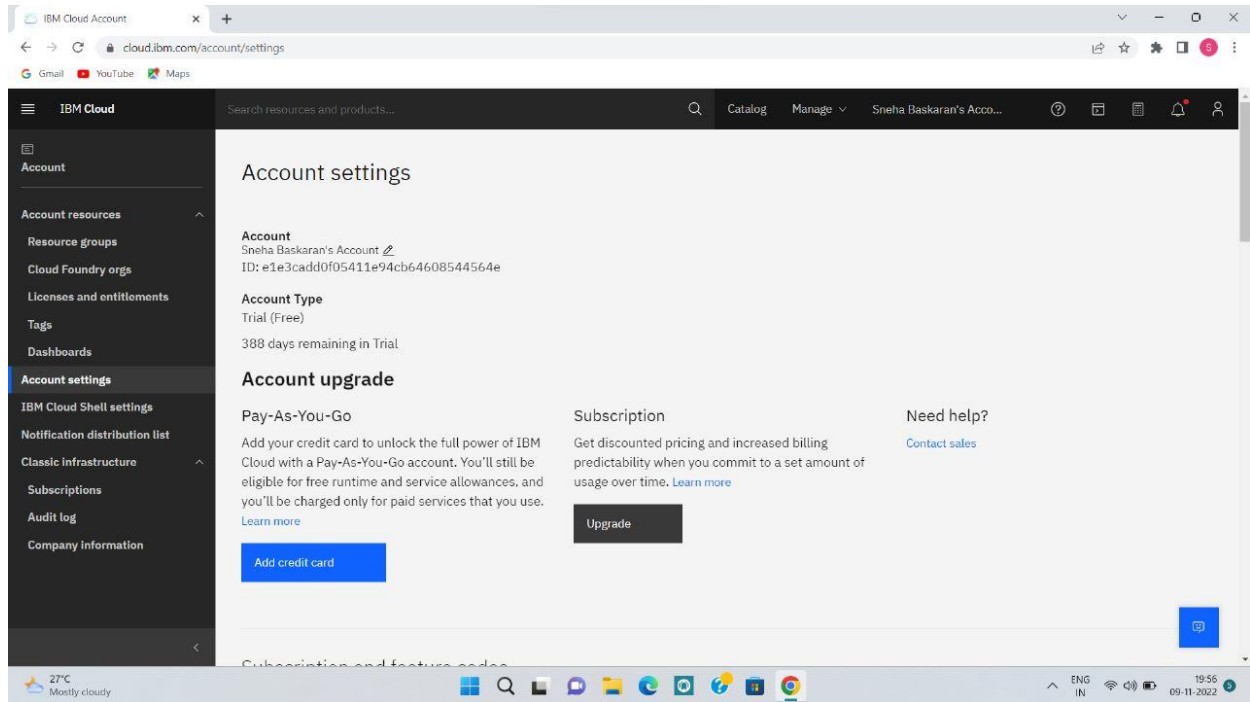 IBM Cloud Account
cloud.ibm.com/account/settings
Gmail YouTube Maps
S
IBM Cloud
Search resources and products...
Catalog Manage Sneha Baskaran's Acco...
Account
Account resources
Resource groups
Cloud Foundry orgs
Licenses and entitlements
Tags
Dashboards
Account settings
IBM Cloud Shell settings
Notification distribution list
Classic infrastructure
Subscriptions
Audit log
Company information
Account settings
Account
Sneha Baskaran's Account
ID: e1e3cadd0f05411e94cb64608544564e
Account Type
Trial (Free)
388 days remaining in Trial
Account upgrade
Pay-As-You-Go
Add your credit card to unlock the full power of IBM
Cloud with a Pay-As-You-Go account. You'll still be
eligible for free runtime and service allowances, and
you'll be charged only for paid services that you use.
Learn more
Add credit card
Subscription
Get discounted pricing and increased billing
predictability when you commit to a set amount of
usage over time. Learn more
Upgrade
Need help?
Contact sales
Subscription and feature codes
27°C
Mostly cloudy
ENG
IN
19:56
09-11-2022
5